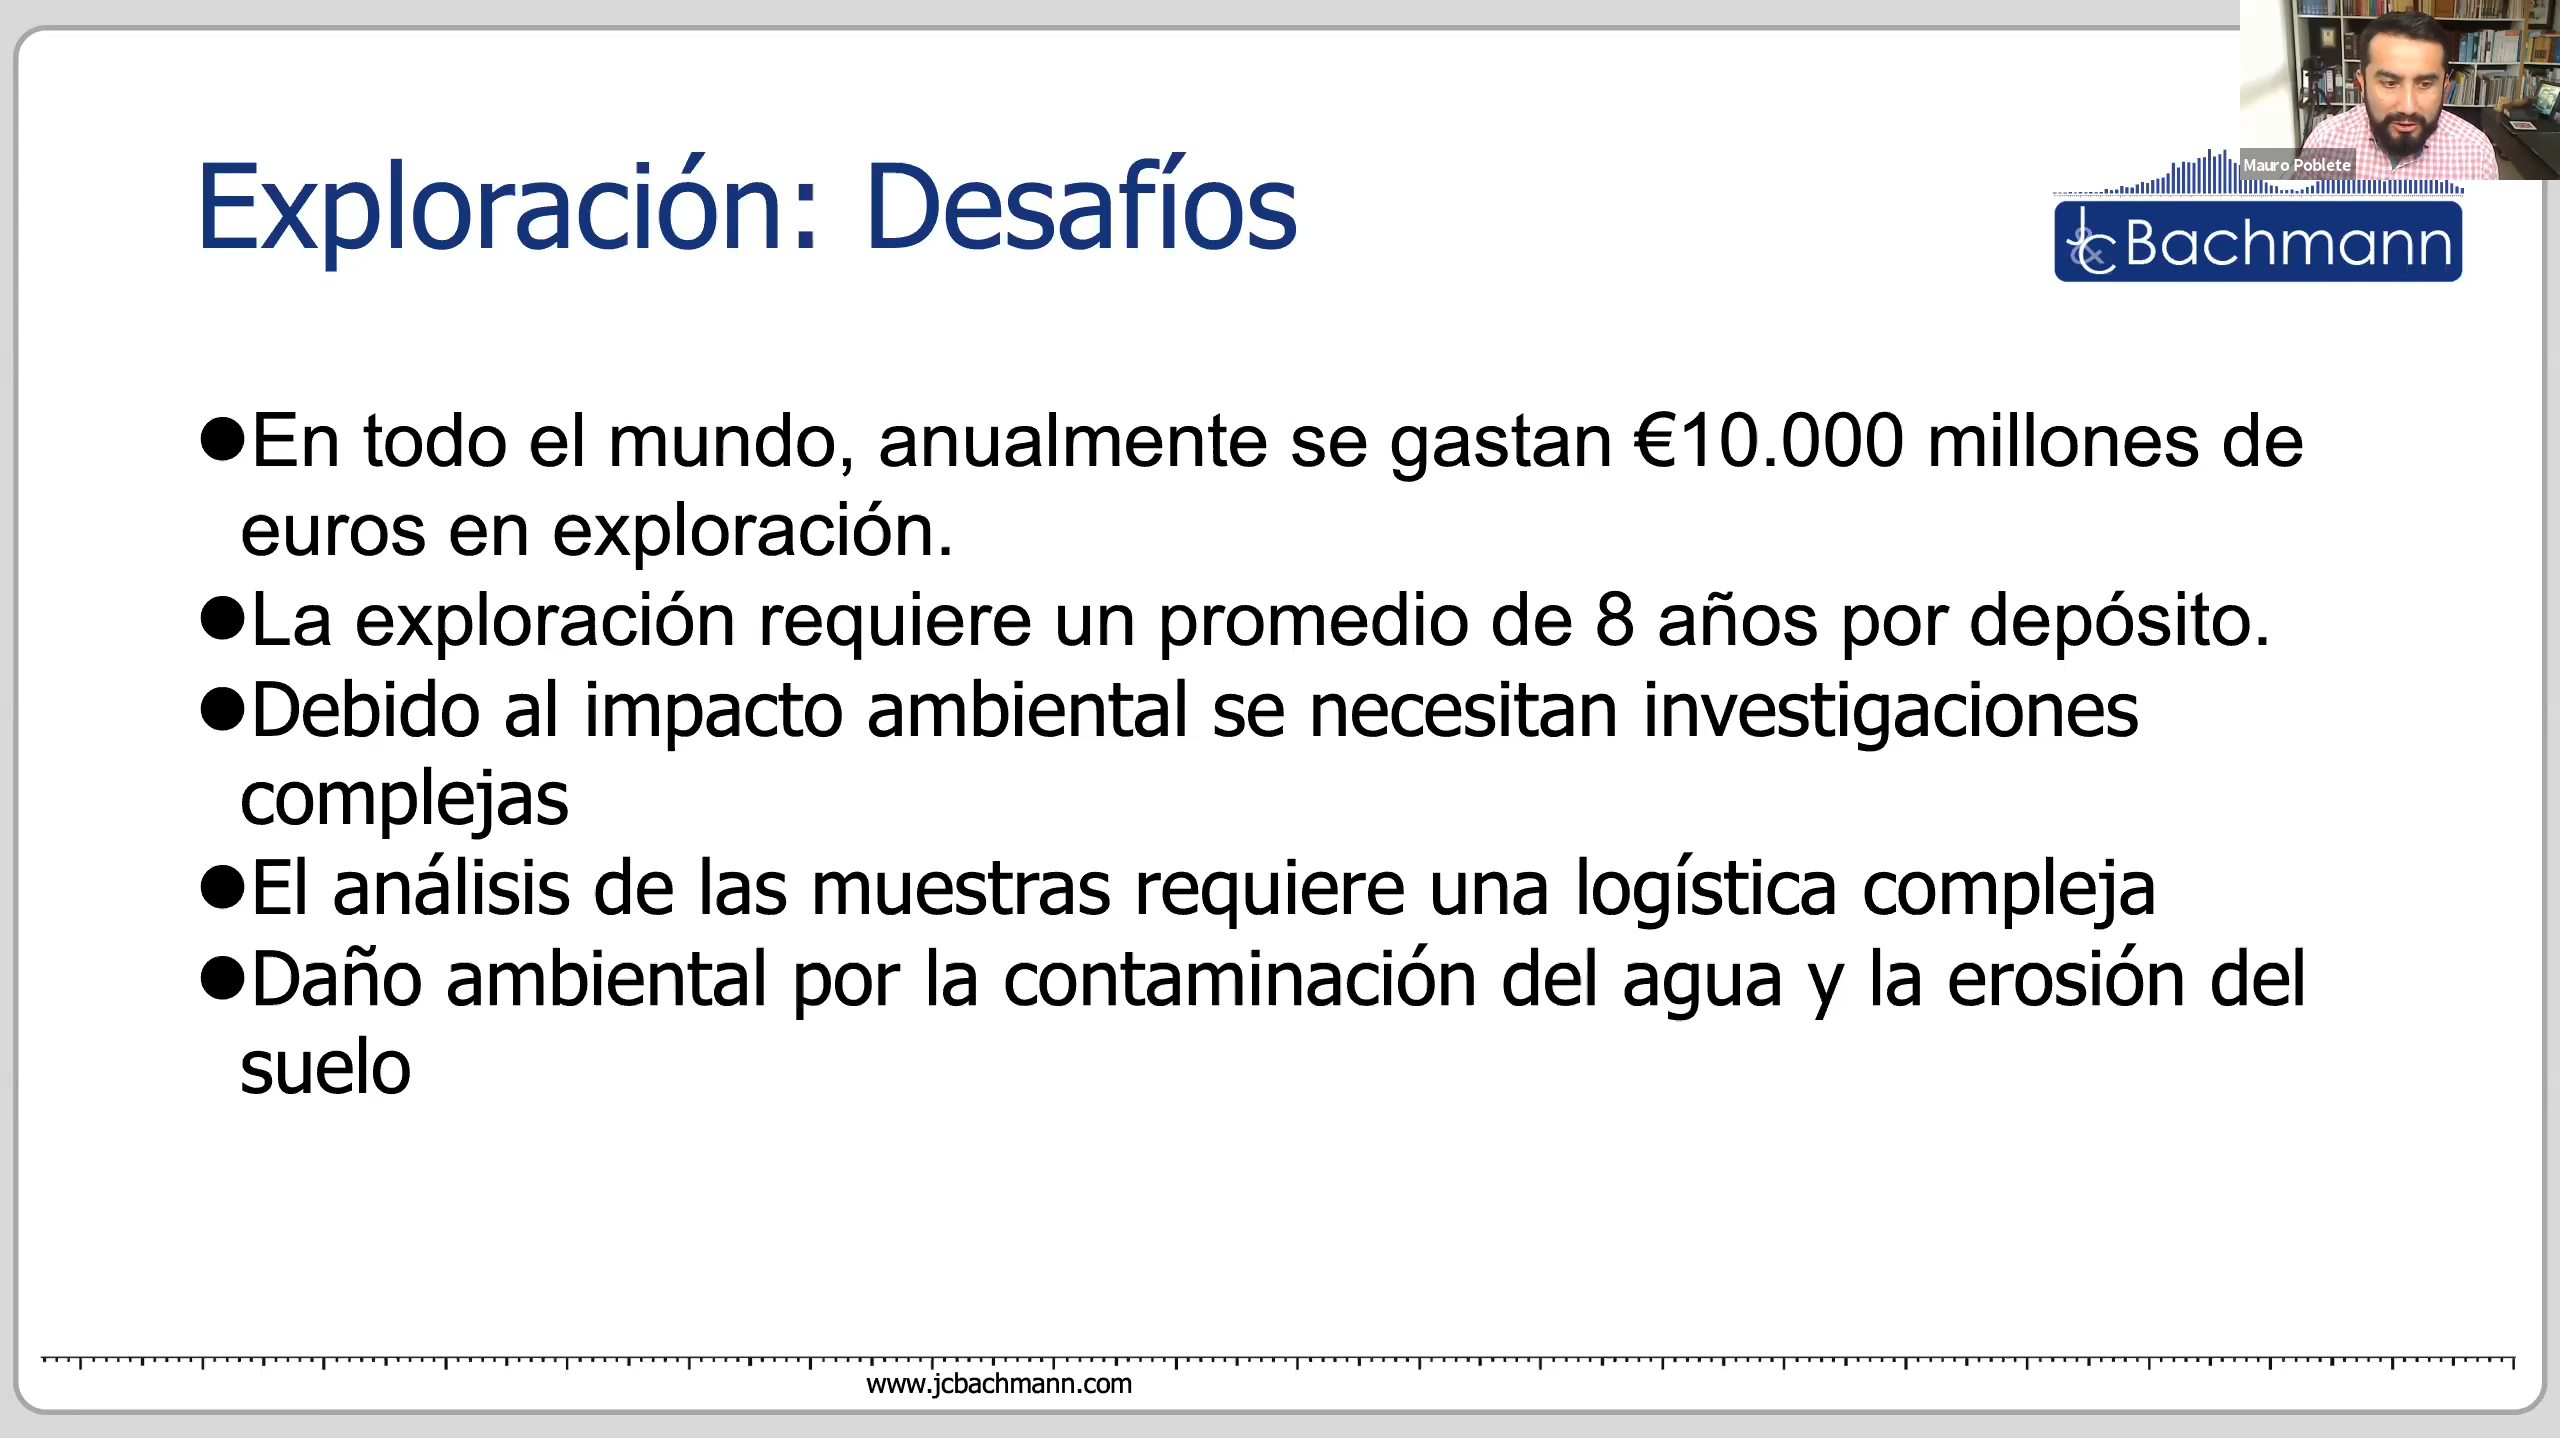 Mauro Poblete
J&C Bachmann
Exploración: Desafíos
●En todo el mundo, anualmente se gastan €10.000 millones de
euros en exploración.
●La exploración requiere un promedio de 8 años por depósito.
●Debido al impacto ambiental se necesitan investigaciones
complejas
●El análisis de las muestras requiere una logística compleja
●Daño ambiental por la contaminación del agua y la erosión del
suelo
www.jcbachmann.com